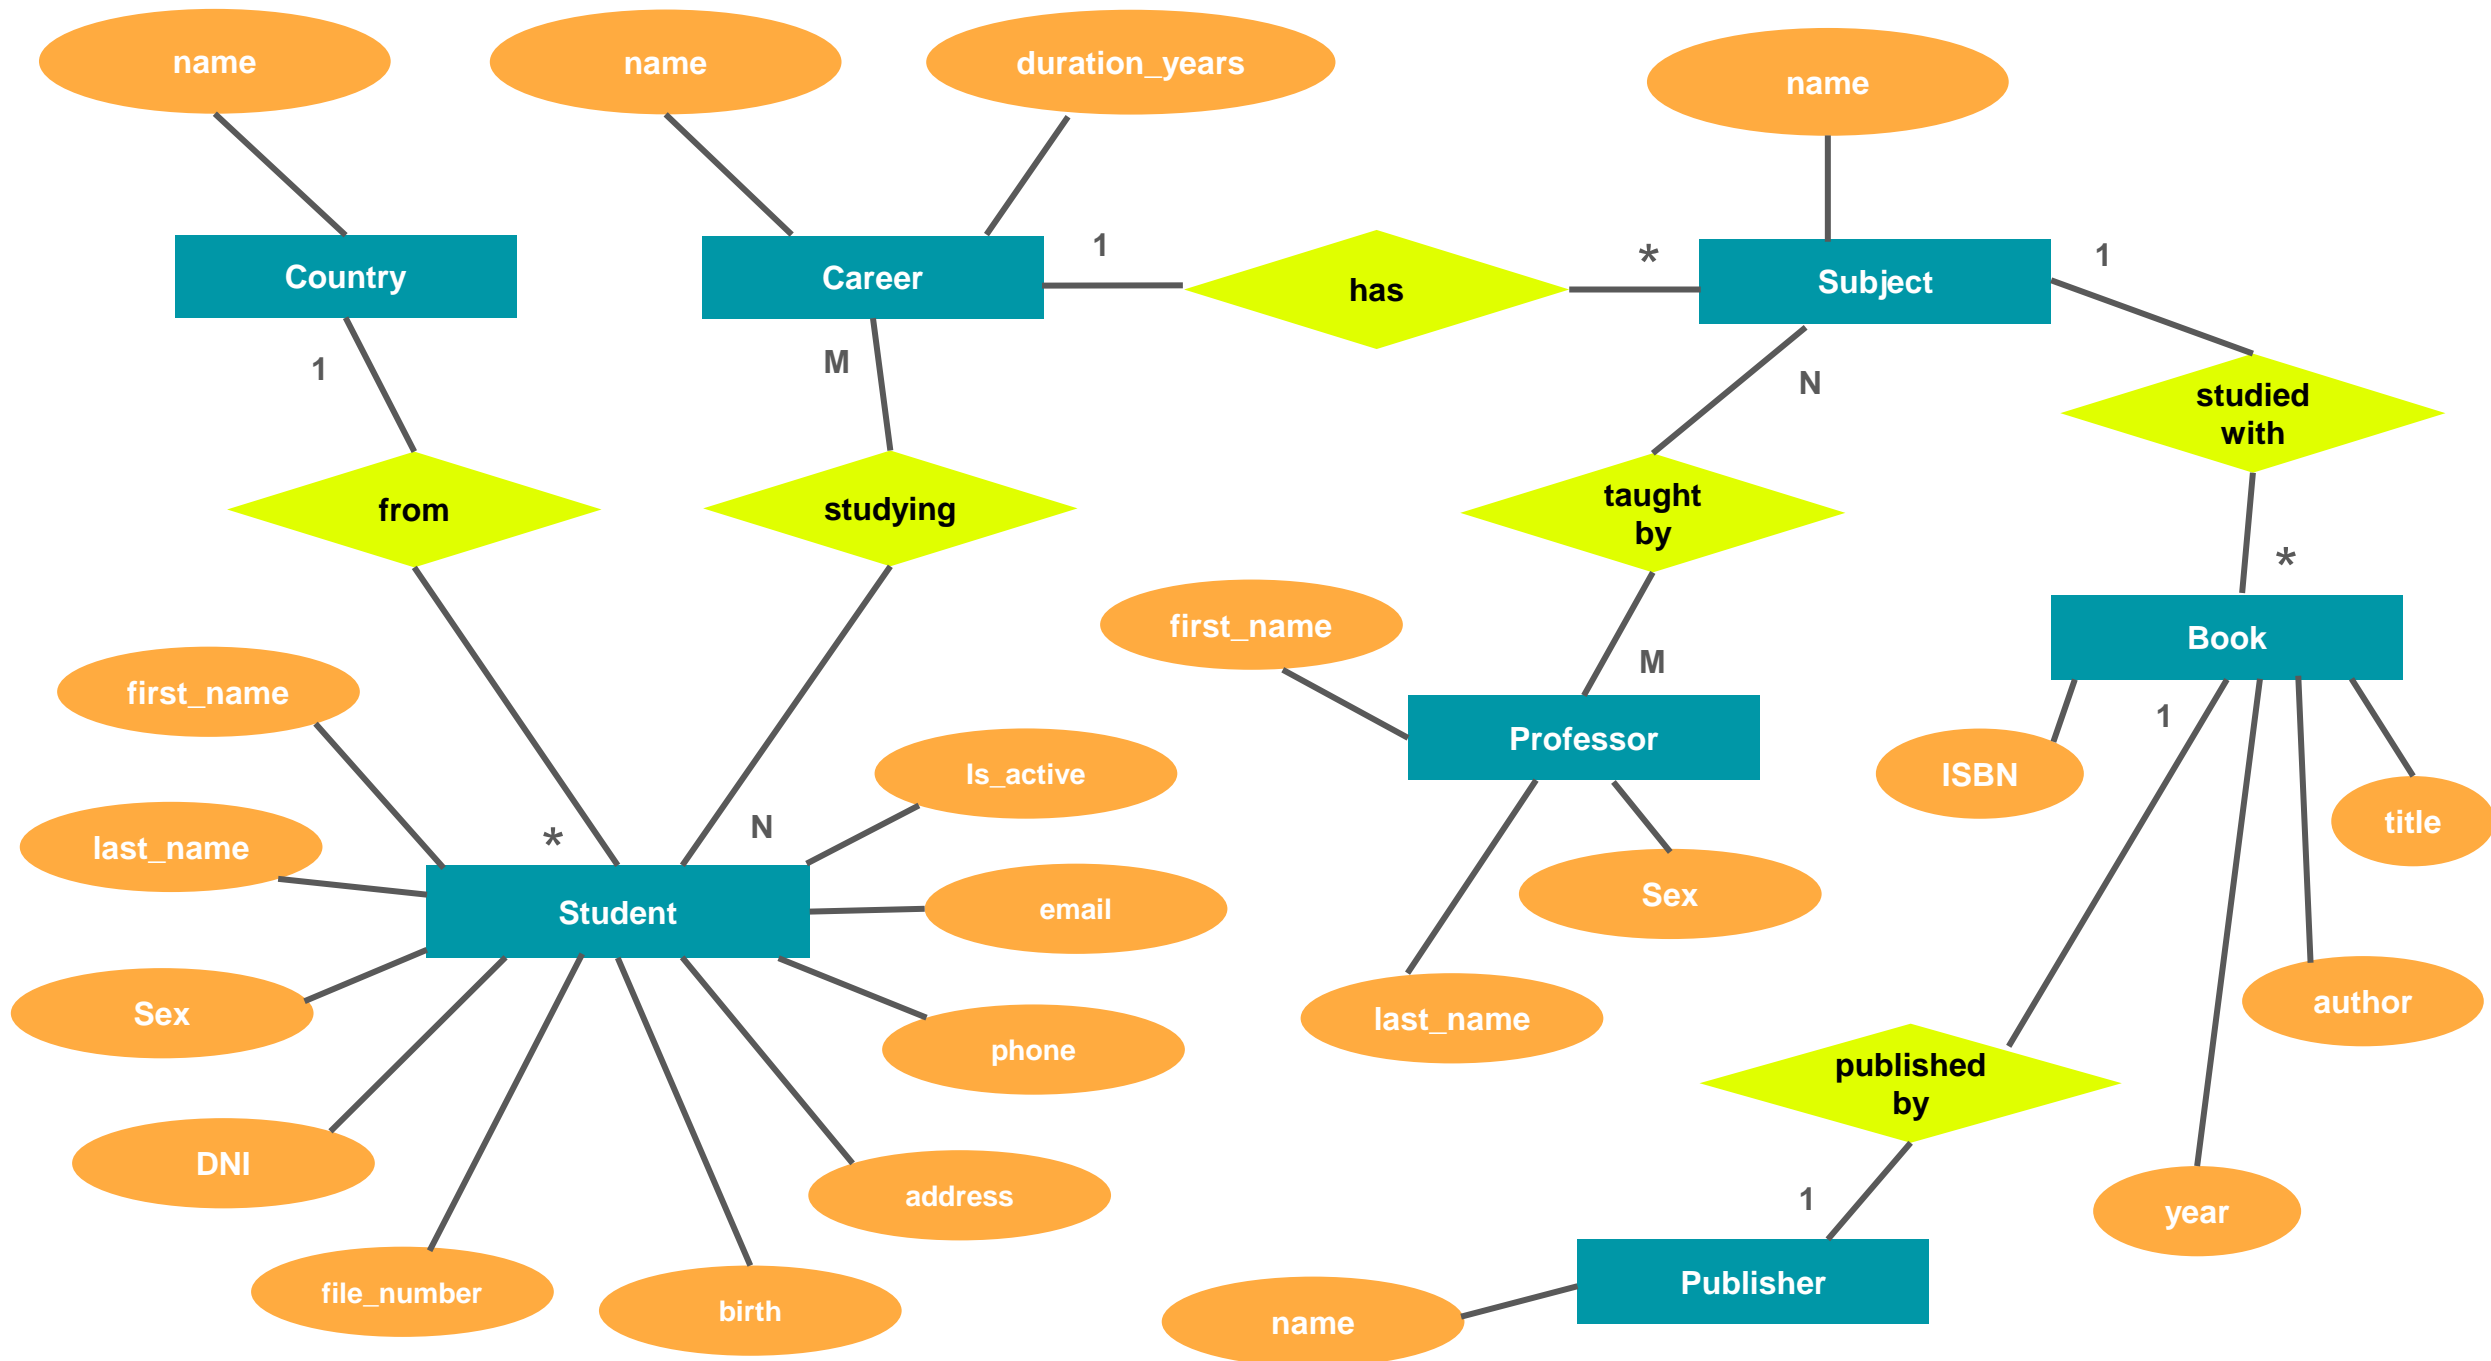 name
name
duration_years
name
Country
Career
1
has
*
Subject
1
1
M
N
studied
with
from
studying
taught
by
*
first_name
Book
first_name
M
1
Professor
Is_active
ISBN
title
last_name
*
N
Student
email
Sex
Sex
author
last_name
phone
published
by
DNI
address
1
year
file_number
birth
Publisher
name